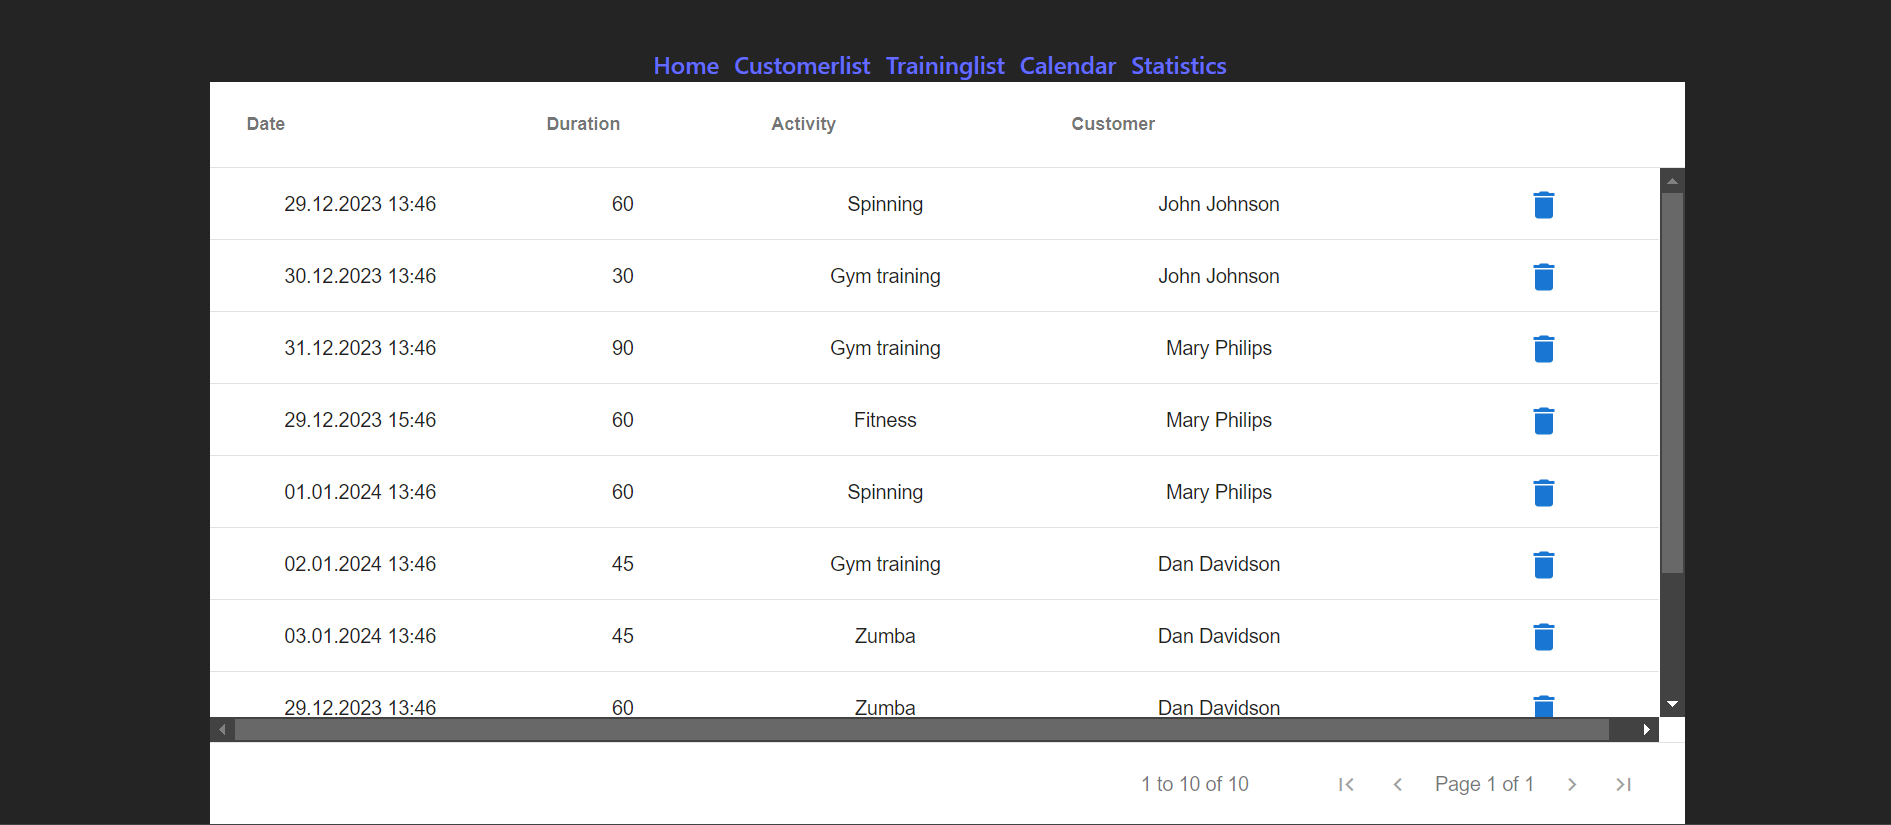 Home Customerlist Traininglist Calendar Statistics
Date Duration Activity Customer
29.12.2023 13:46 60 Spinning John Johnson
30.12.2023 13:46 30 Gym training John Johnson
31.12.2023 13:46 90 Gym training Mary Philips
29.12.2023 15:46 60 Fitness Mary Philips
01.01.2024 13:46 60 Spinning Mary Philips
02.01.2024 13:46 45 Gym training Dan Davidson
03.01.2024 13:46 45 Zumba Dan Davidson
29.12.2023 13:46 60 Zumba Dan Davidson
1 to 10 of 10 Page 1 of 1